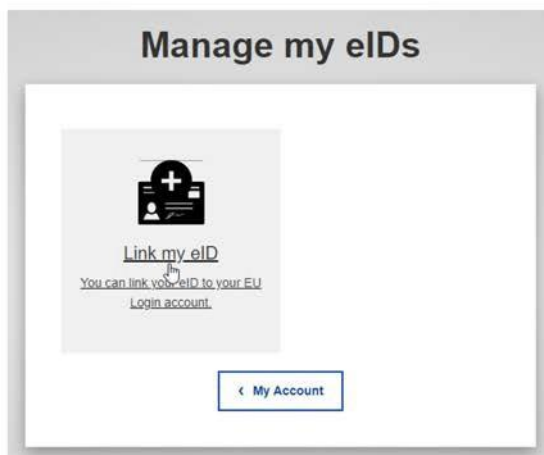 Manage my eIDs
Link my eID
You can link your eID to your EU
Login account.
‹ My Account